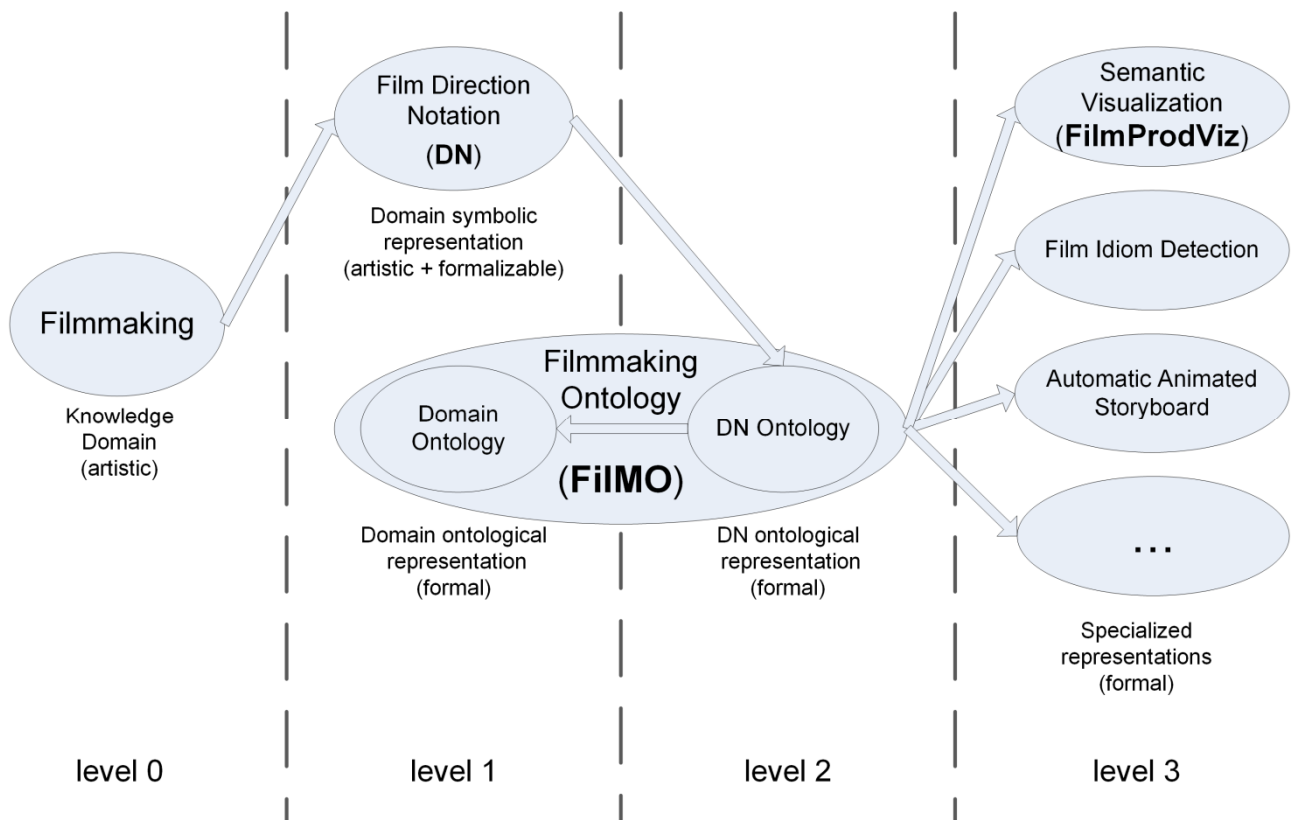 Filmmaking
Knowledge
Domain
(artistic)
level 0
Film Direction
Notation
(DN)
Domain symbolic
representation
(artistic + formalizable)
Filmmaking
Ontology
(FilMO)
Domain
Ontology
DN Ontology
Domain ontological
representation
(formal)
level 1
DN ontological
representation
(formal)
level 2
Semantic
Visualization
(FilmProdViz)
Film Idiom Detection
Automatic Animated
Storyboard
...
Specialized
representations
(formal)
level 3